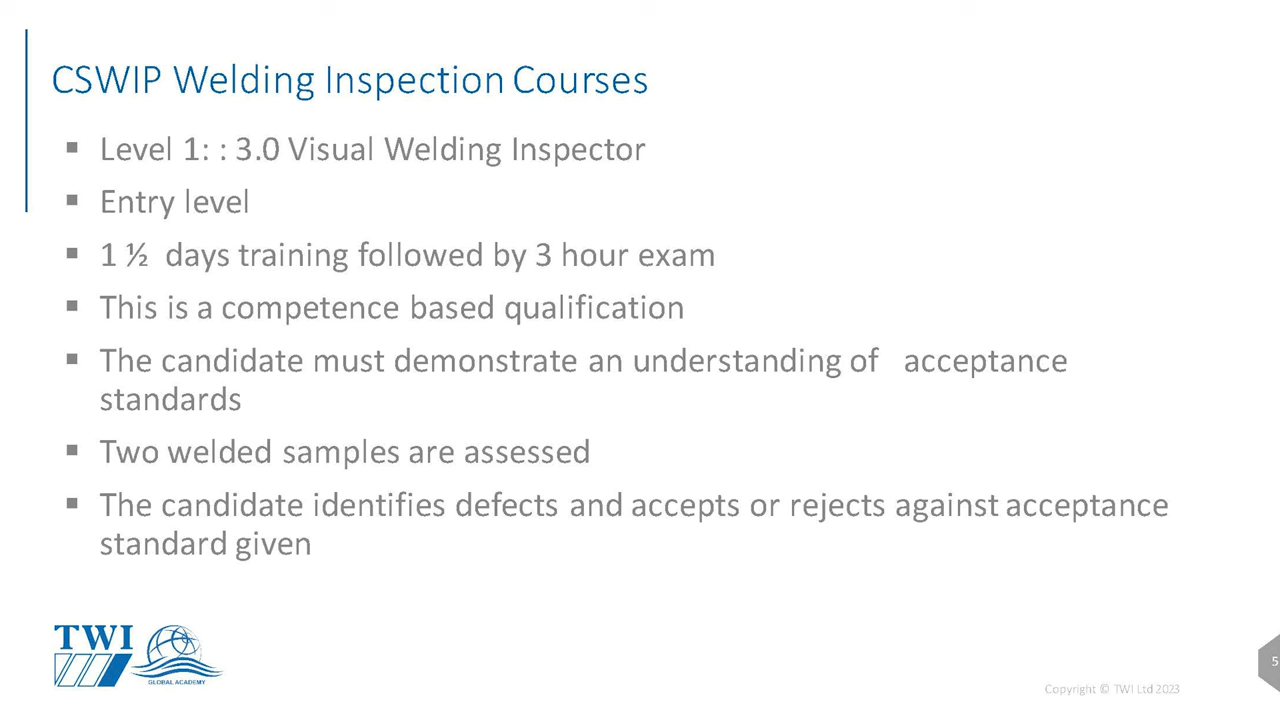 CSWIP Welding Inspection Courses
▪ Level 1: : 3.0 Visual Welding Inspector
▪ Entry level
▪ 1 ½ days training followed by 3 hour exam
▪ This is a competence based qualification
▪ The candidate must demonstrate an understanding of acceptance
standards
▪ Two welded samples are assessed
▪ The candidate identifies defects and accepts or rejects against acceptance
standard given
TWI
GLOBAL ACADEMY
Copyright © TWI Ltd 2023
5